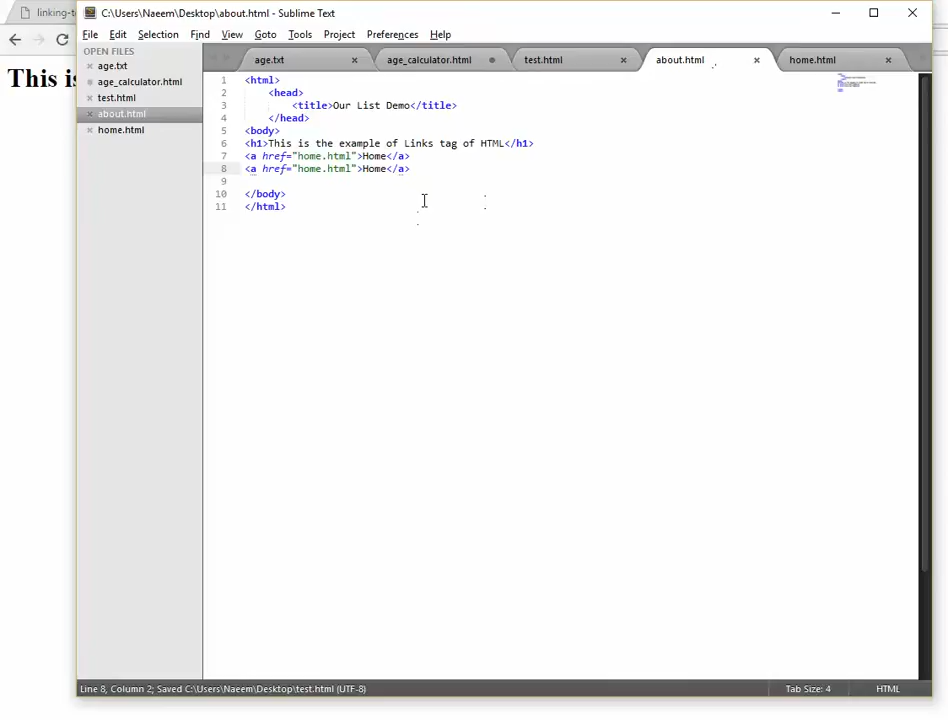 linking-t
C:\Users\Naeem\Desktop\about.html - Sublime Text
File Edit Selection Find View Goto Tools Project Preferences Help
This is
OPEN FILES
age.txt
age_calculator.html
test.html
about.html
home.html
age.txt age_calculator.html test.html about.html home.html
1 <html>
2 <head>
3 <title>Our List Demo</title>
4 </head>
5 <body>
6 <h1>This is the example of Links tag of HTML</h1>
7 <a href="home.html">Home</a>
8 <a href="home.html">Home</a>
9
10 </body>
11 </html>
Line 8, Column 2; Saved C:\Users\Naeem\Desktop\test.html (UTF-8) Tab Size: 4 HTML